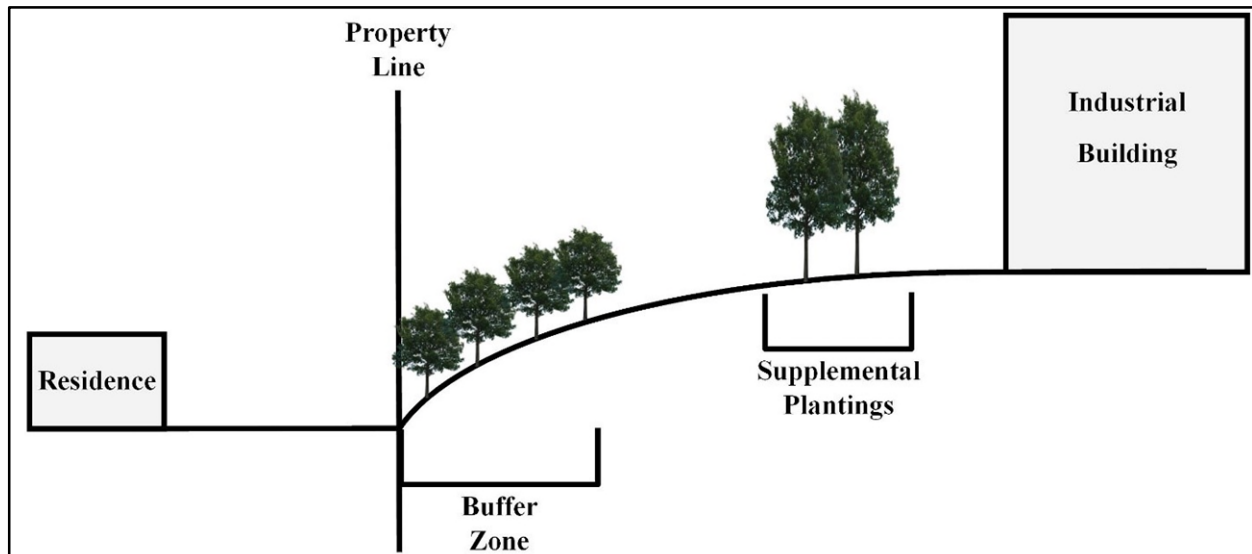 Property
Line
Industrial
Building
Residence
Supplemental
Plantings
Buffer
Zone